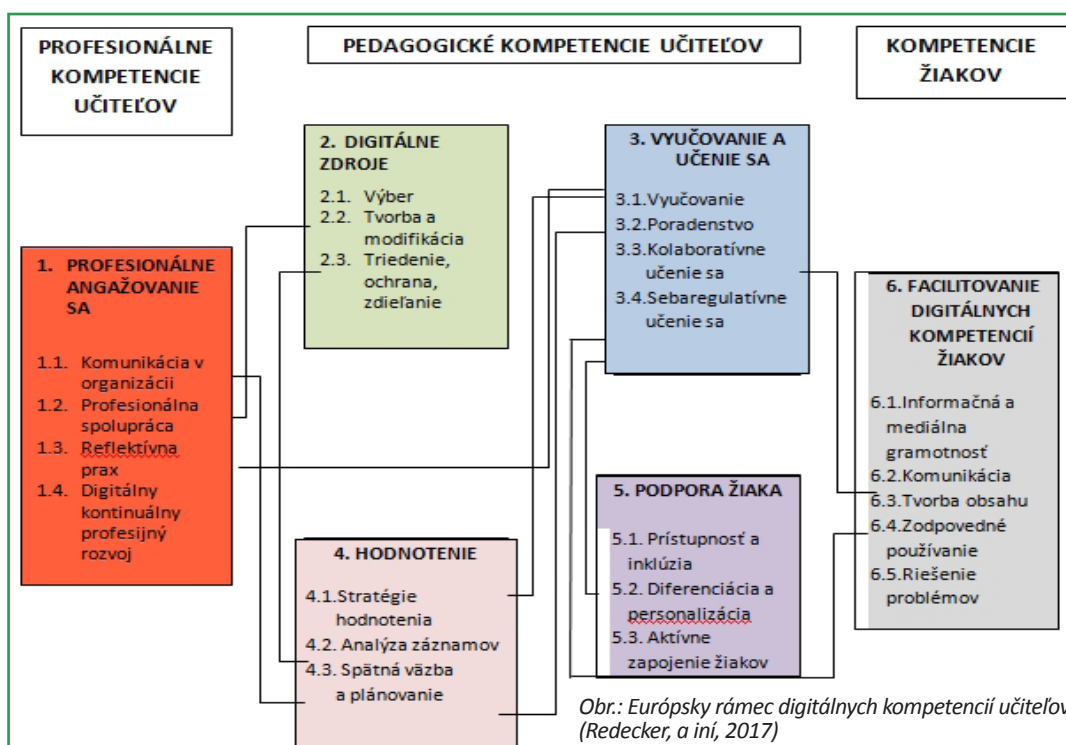 PROFESIONÁLNE
KOMPETENCIE
UČITEĽOV
PEDAGOGICKÉ KOMPETENCIE UČITEĽOV
KOMPETENCIE
ŽIAKOV
1. PROFESIONÁLNE
ANGAŽOVANIE
SA
1.1. Komunikácia v
organizácii
1.2. Profesionálna
spolupráca
1.3. Reflektívna
prax
1.4. Digitálny
kontinuálny
profesijný
rozvoj
2. DIGITÁLNE
ZDROJE
2.1. Výber
2.2. Tvorba a
modifikácia
2.3. Triedenie,
ochrana,
zdieľanie
3. VYUČOVANIE A
UČENIE SA
3.1. Vyučovanie
3.2. Poradenstvo
3.3. Kolaboratívne
učenie sa
3.4. Sebaregulatívne
učenie sa
4. HODNOTENIE
4.1.Stratégie
hodnotenia
4.2. Analýza záznamov
4.3. Spätná väzba
a plánovanie
5. PODPORA ŽIAKA
5.1. Prístupnosť a
inklúzia
5.2. Diferenciácia a
personalizácia
5.3. Aktívne
zapojenie žiakov
6. FACILITOVANIE
DIGITÁLNYCH
KOMPETENCIÍ
ŽIAKOV
6.1.Informačná a
mediálna
gramotnosť
6.2.Komunikácia
6.3.Tvorba obsahu
6.4.Zodpovedné
používanie
6.5.Riešenie
problémov
Obr.: Európsky rámec digitálnych kompetencií učiteľov
(Redecker, a iní, 2017)